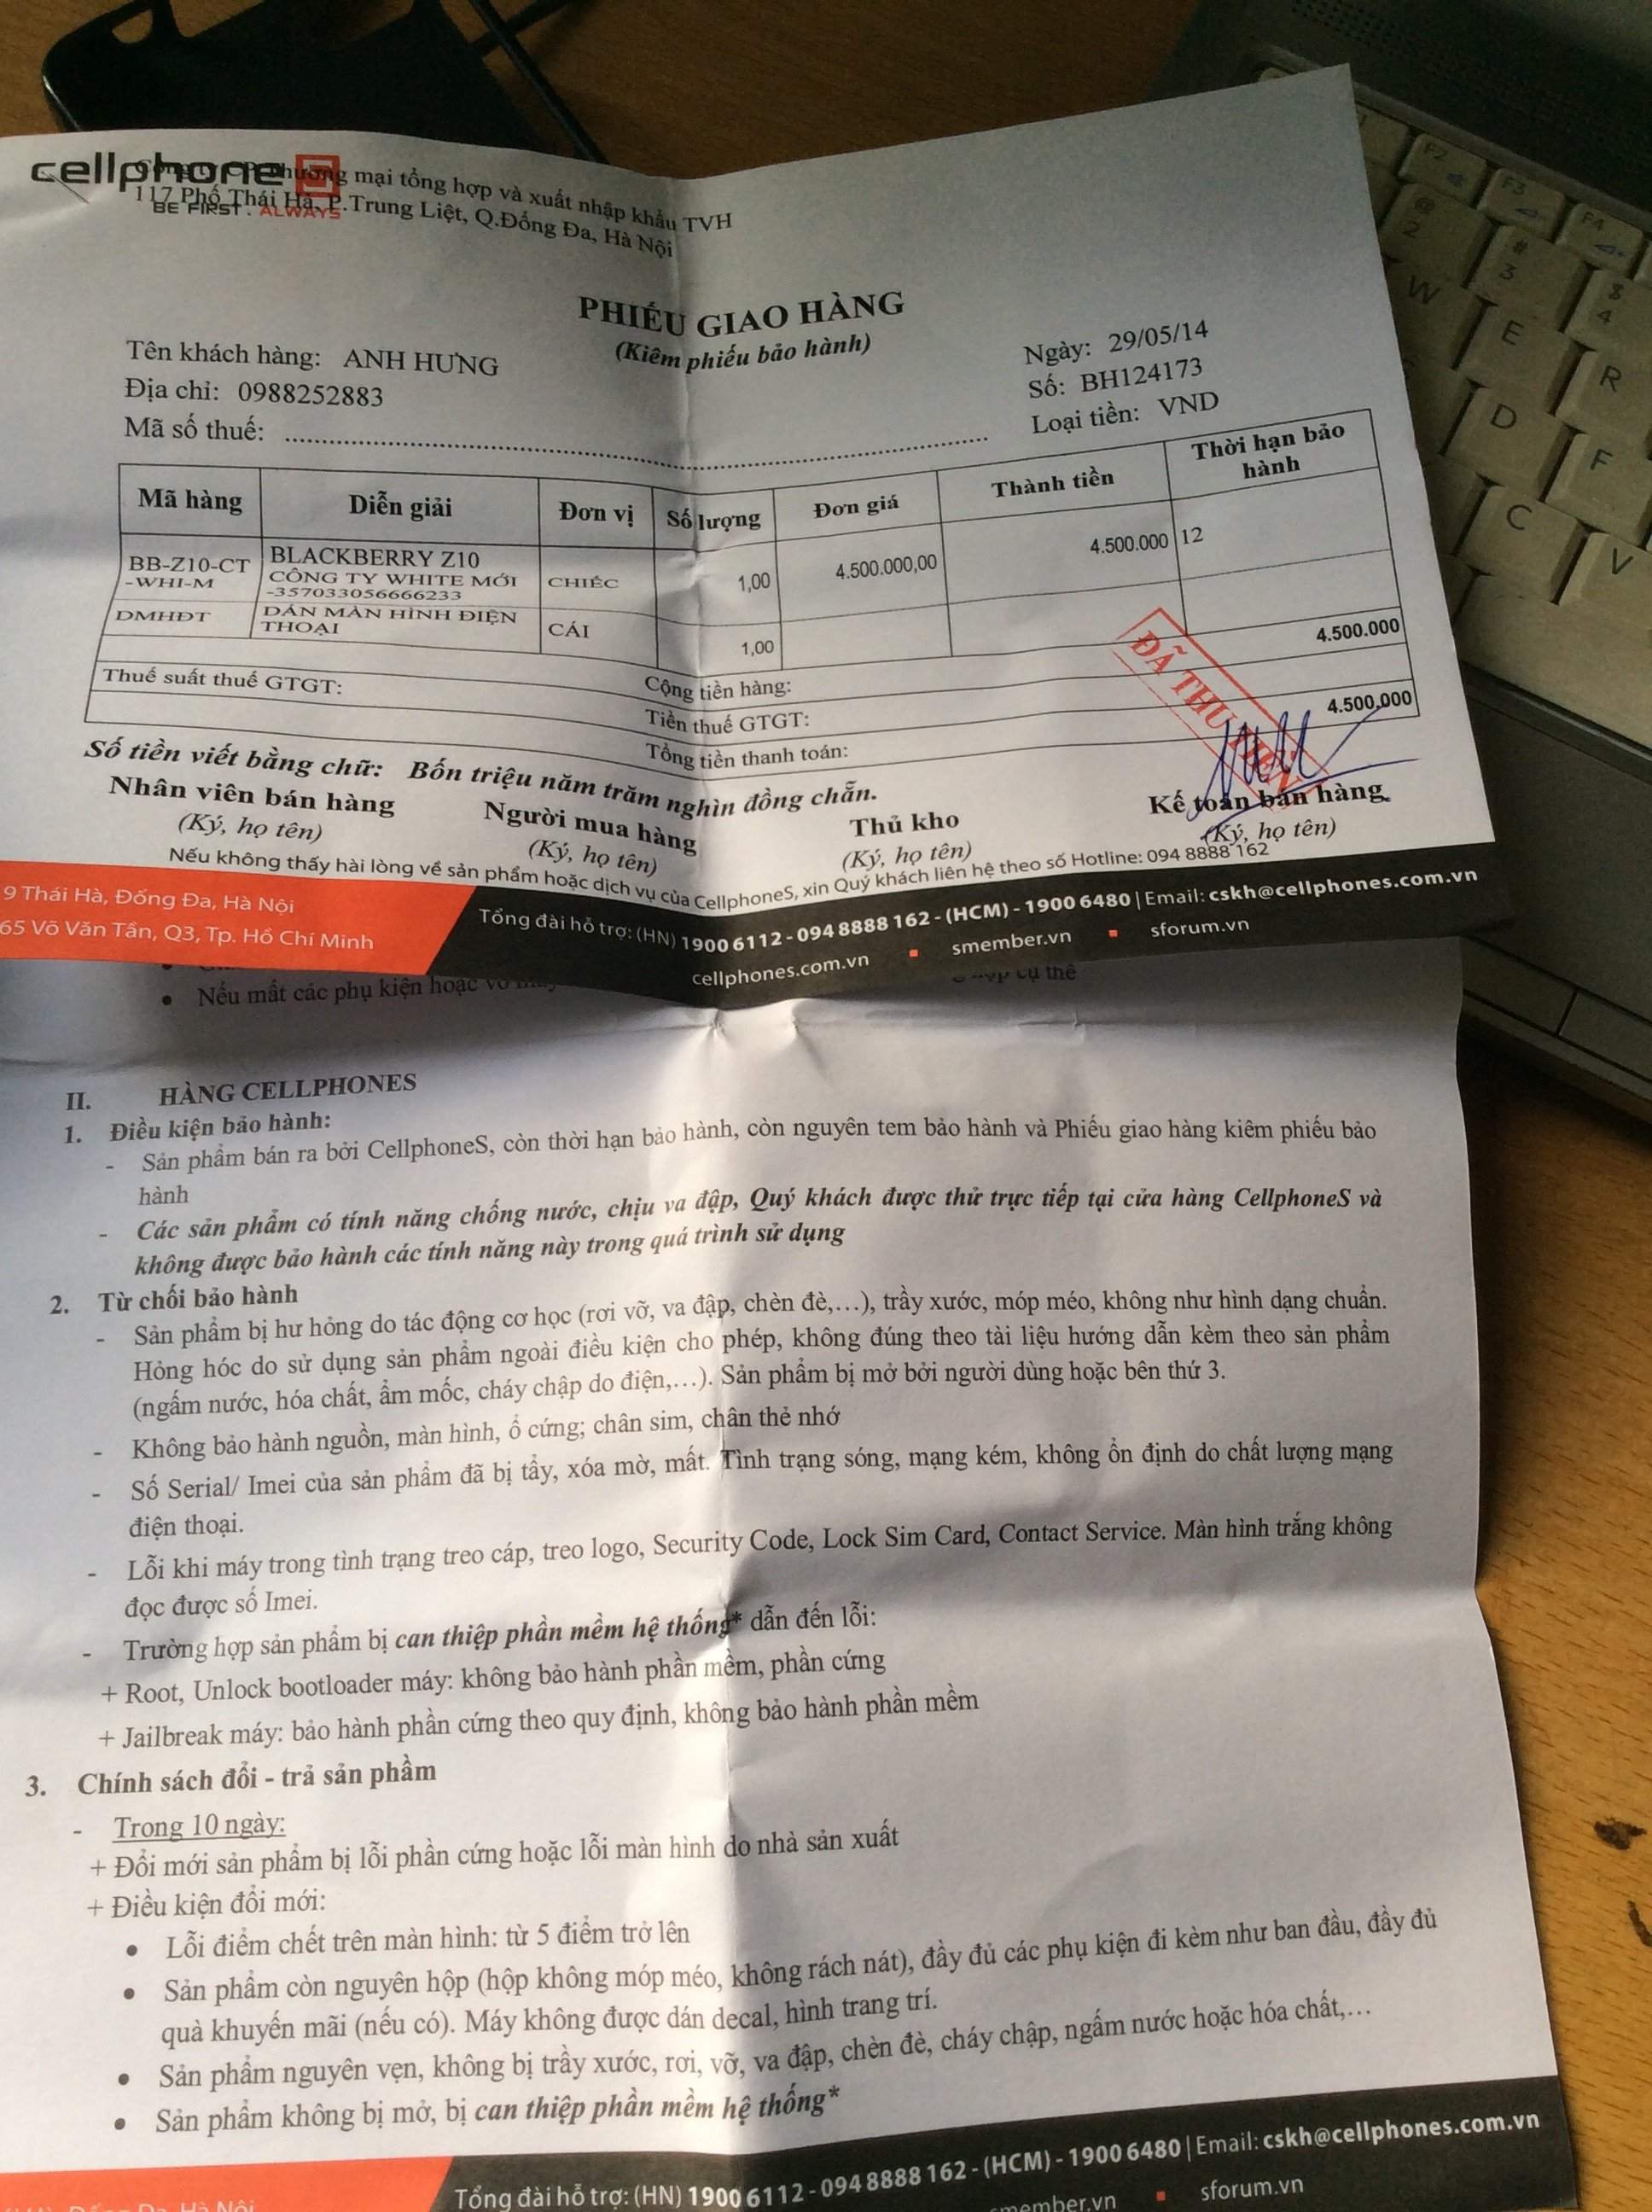 cellphone S
BE FIRST. ALWAYS
thương mại tổng hợp và xuất nhập khẩu TVH
117 Phố Thái Hà, P.Trung Liệt, Q.Đống Đa, Hà Nội
PHIẾU GIAO HÀNG
(Kiêm phiếu bảo hành)
Tên khách hàng: ANH HƯNG
Địa chỉ: 0988252883
Mã số thuế:
Ngày: 29/05/14
Số: BH124173
Loại tiền: VND
Mã hàng Diễn giải Đơn vị Số lượng Đơn giá Thành tiền Thời hạn bảo hành
BB-Z10-CT BLACKBERRY Z10
-WHI-M CÔNG TY WHITE MỚI CHIẾC 1,00 4.500.000,00 4.500.000 12
-357033056666233
DMHĐT DÁN MÀN HÌNH ĐIỆN
THOẠI CÁI 1,00
Cộng tiền hàng: 4.500.000
Thuế suất thuế GTGT: Tiền thuế GTGT:
Tổng tiền thanh toán: 4.500.000
ĐÃ THU TIỀN
Số tiền viết bằng chữ: Bốn triệu năm trăm nghìn đồng chẵn.
Nhân viên bán hàng Người mua hàng Thủ kho Kế toán bán hàng
(Ký, họ tên) (Ký, họ tên) (Ký, họ tên) (Ký, họ tên)
Nếu không thấy hài lòng về sản phẩm hoặc dịch vụ của CellphoneS, xin Quý khách liên hệ theo số Hotline: 094 8888 162
9 Thái Hà, Đống Đa, Hà Nội
65 Võ Văn Tần, Q3, Tp. Hồ Chí Minh
Tổng đài hỗ trợ: (HN) 1900 6112 - 094 8888 162 - (HCM) - 1900 6480 | Email: cskh@cellphones.com.vn
cellphones.com.vn ▪ smember.vn ▪ sforum.vn
• Nếu mất các phụ kiện hoặc cụ thể
II. HÀNG CELLPHONES
1. Điều kiện bảo hành:
- Sản phẩm bán ra bởi CellphoneS, còn thời hạn bảo hành, còn nguyên tem bảo hành và Phiếu giao hàng kiêm phiếu bảo
hành
- Các sản phẩm có tính năng chống nước, chịu va đập, Quý khách được thử trực tiếp tại cửa hàng CellphoneS và
không được bảo hành các tính năng này trong quá trình sử dụng
2. Từ chối bảo hành
- Sản phẩm bị hư hỏng do tác động cơ học (rơi vỡ, va đập, chèn đè,…), trầy xước, móp méo, không như hình dạng chuẩn.
Hỏng hóc do sử dụng sản phẩm ngoài điều kiện cho phép, không đúng theo tài liệu hướng dẫn kèm theo sản phẩm
(ngấm nước, hóa chất, ẩm mốc, cháy chập do điện,…). Sản phẩm bị mở bởi người dùng hoặc bên thứ 3.
- Không bảo hành nguồn, màn hình, ổ cứng; chân sim, chân thẻ nhớ
- Số Serial/ Imei của sản phẩm đã bị tẩy, xóa mờ, mất. Tình trạng sóng, mạng kém, không ổn định do chất lượng mạng
điện thoại.
- Lỗi khi máy trong tình trạng treo cáp, treo logo, Security Code, Lock Sim Card, Contact Service. Màn hình trắng không
đọc được số Imei.
- Trường hợp sản phẩm bị can thiệp phần mềm hệ thống* dẫn đến lỗi:
+ Root, Unlock bootloader máy: không bảo hành phần mềm, phần cứng
+ Jailbreak máy: bảo hành phần cứng theo quy định, không bảo hành phần mềm
3. Chính sách đổi - trả sản phẩm
- Trong 10 ngày:
+ Đổi mới sản phẩm bị lỗi phần cứng hoặc lỗi màn hình do nhà sản xuất
+ Điều kiện đổi mới:
• Lỗi điểm chết trên màn hình: từ 5 điểm trở lên
• Sản phẩm còn nguyên hộp (hộp không móp méo, không rách nát), đầy đủ các phụ kiện đi kèm như ban đầu, đầy đủ
quà khuyến mãi (nếu có). Máy không được dán decal, hình trang trí.
• Sản phẩm nguyên vẹn, không bị trầy xước, rơi, vỡ, va đập, chèn đè, cháy chập, ngấm nước hoặc hóa chất,…
• Sản phẩm không bị mở, bị can thiệp phần mềm hệ thống*
Tổng đài hỗ trợ: (HN) 1900 6112 - 094 8888 162 - (HCM) - 1900 6480 | Email: cskh@cellphones.com.vn
smember.vn ▪ sforum.vn
F2
F3
F4
@
2
#
3
$
4
W
E
R
D
F
C
V